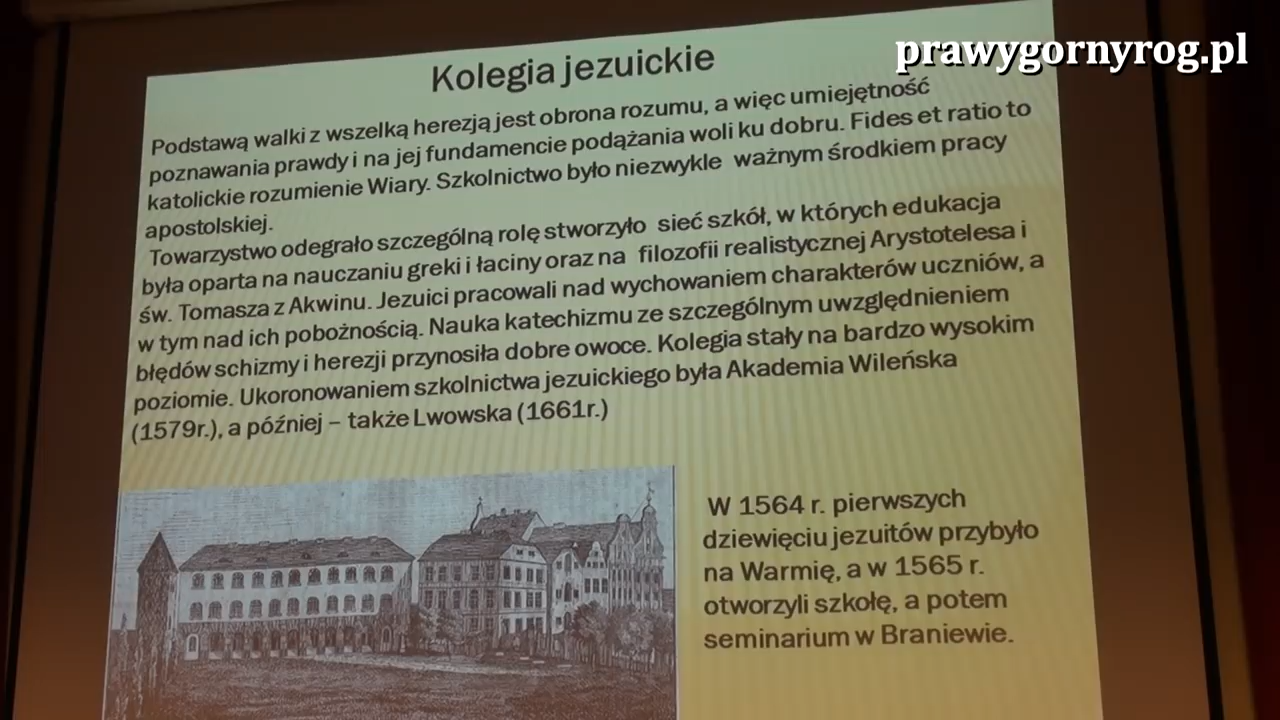 prawygornyrog.pl
Kolegia jezuickie
Podstawą walki z wszelką herezją jest obrona rozumu, a więc umiejętność
poznawania prawdy i na jej fundamencie podążania woli ku dobru. Fides et ratio to
katolickie rozumienie Wiary. Szkolnictwo było niezwykle ważnym środkiem pracy
apostolskiej.
Towarzystwo odegrało szczególną rolę stworzyło sieć szkół, w których edukacja
była oparta na nauczaniu greki i łaciny oraz na filozofii realistycznej Arystotelesa i
św. Tomasza z Akwinu. Jezuici pracowali nad wychowaniem charakterów uczniów, a
w tym nad ich pobożnością. Nauka katechizmu ze szczególnym uwzględnieniem
błędów schizmy i herezji przynosiła dobre owoce. Kolegia stały na bardzo wysokim
poziomie. Ukoronowaniem szkolnictwa jezuickiego była Akademia Wileńska
(1579r.), a później – także Lwowska (1661r.)
W 1564 r. pierwszych
dziewięciu jezuitów przybyło
na Warmię, a w 1565 r.
otworzyli szkołę, a potem
seminarium w Braniewie.